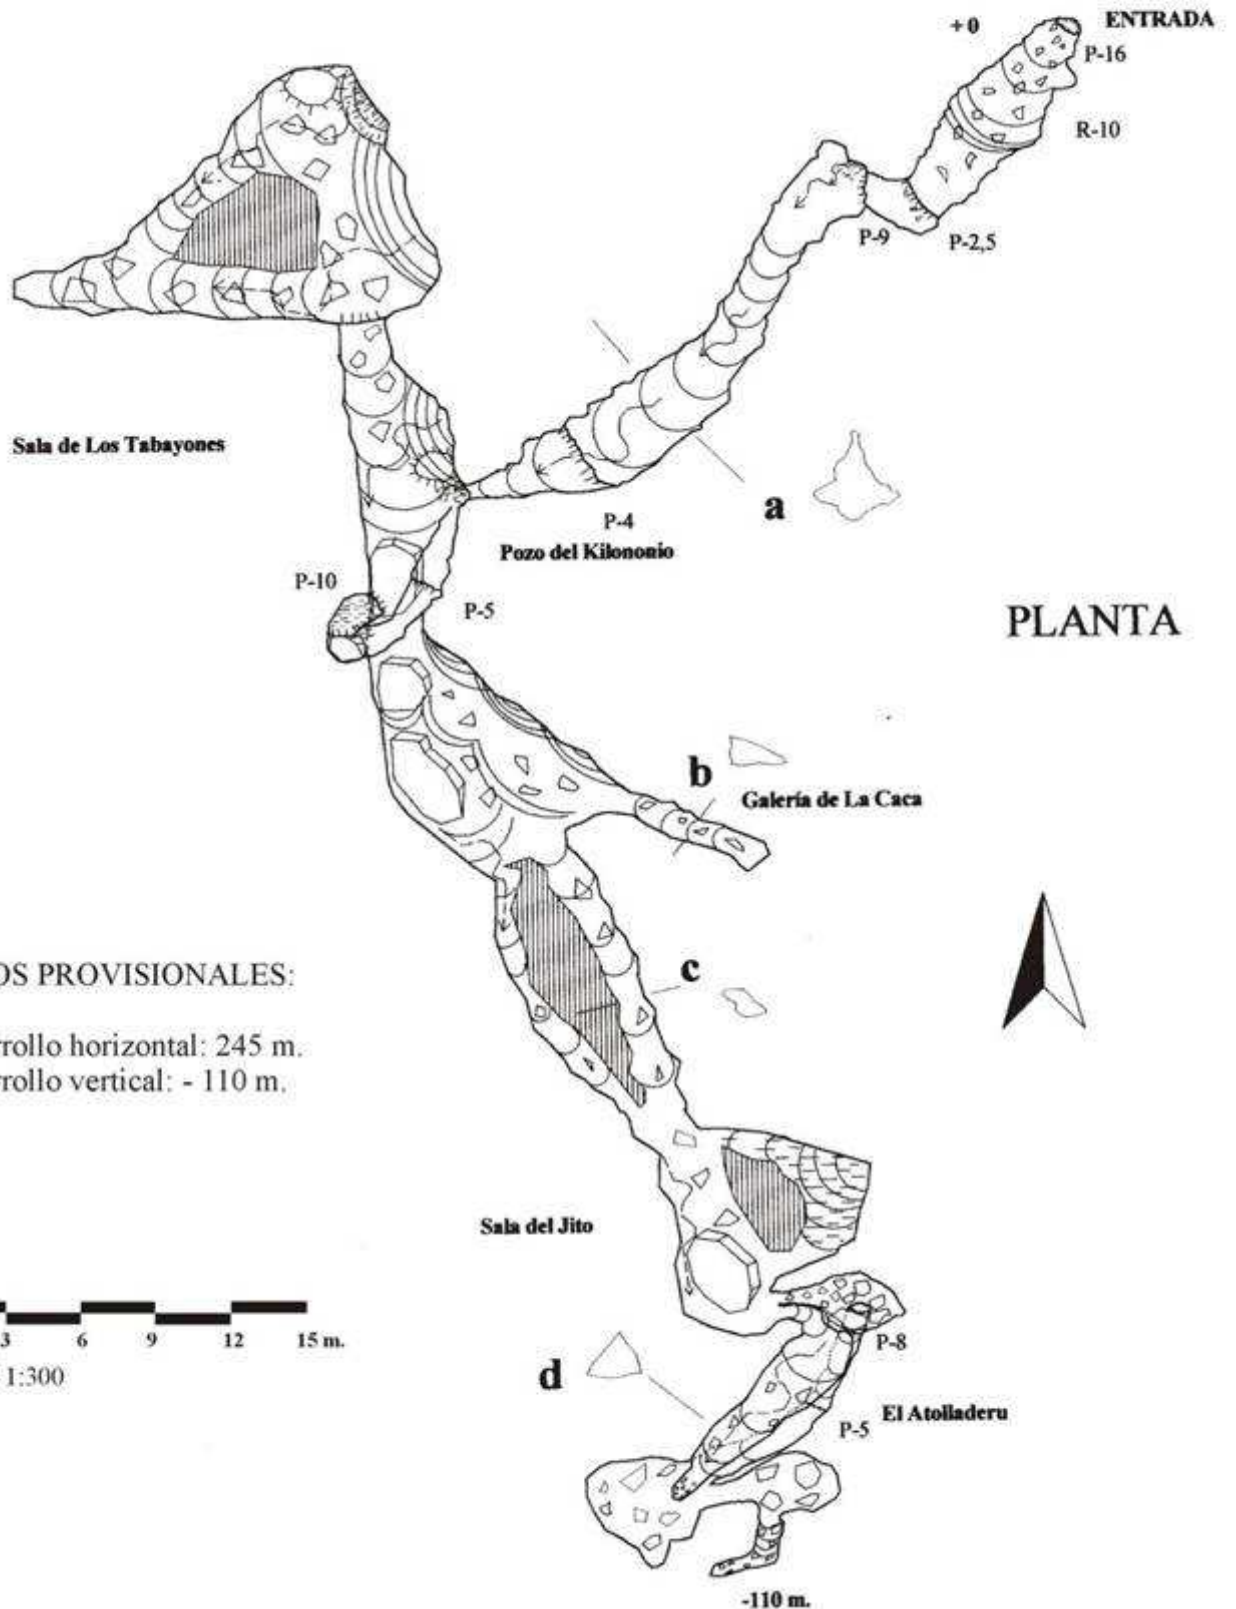 +0
ENTRADA
P-16
R-10
P-9
P-2,5
Sala de Los Tabayones
a
P-4
Pozo del Kilononio
P-10
P-5
PLANTA
b
Galería de La Caca
c
OS PROVISIONALES:
rrollo horizontal: 245 m.
rrollo vertical: - 110 m.
Sala del Jito
3 6 9 12 15 m.
1:300
P-8
d
El Atolladeru
P-5
-110 m.